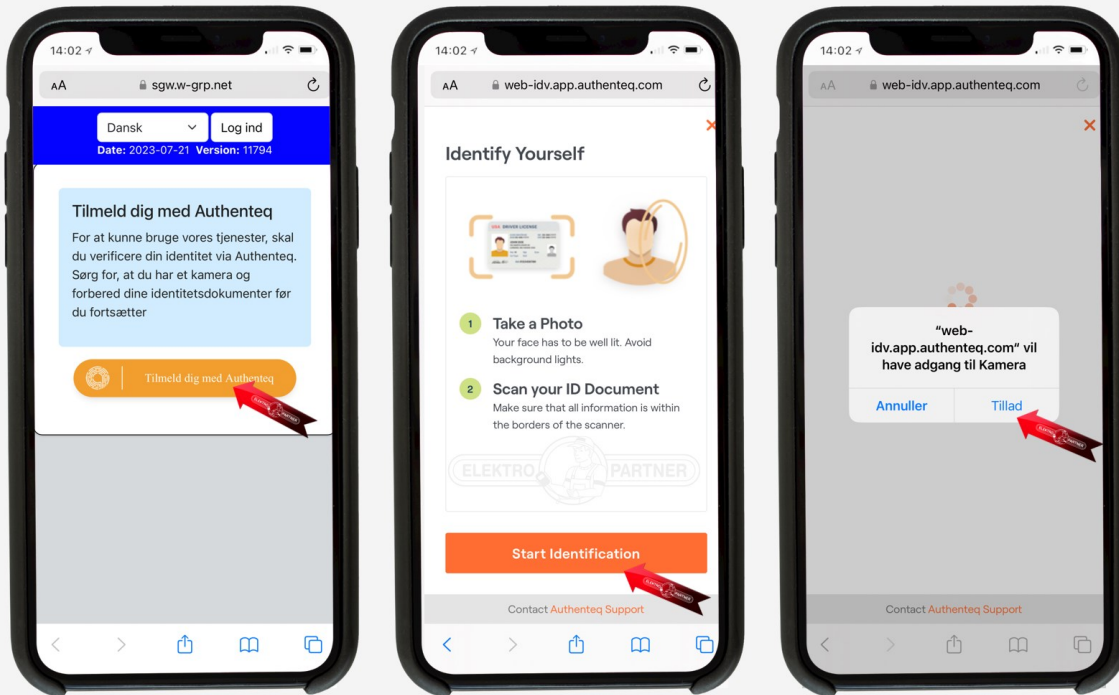 14:02
AA sgw.w-grp.net
Dansk Log ind
Date: 2023-07-21 Version: 11794
Tilmeld dig med Authenteq
For at kunne bruge vores tjenester, skal
du verificere din identitet via Authenteq.
Sørg for, at du har et kamera og
forbered dine identitetsdokumenter før
du fortsætter
Tilmeld dig med Authenteq
ELEKTRO PARTNER
14:02
AA web-idv.app.authenteq.com
Identify Yourself
DRIVER LICENSE
1 Take a Photo
Your face has to be well lit. Avoid
background lights.
2 Scan your ID Document
Make sure that all information is within
the borders of the scanner.
ELEKTRO PARTNER
Start Identification
ELEKTRO PARTNER
Contact Authenteq Support
14:02
AA web-idv.app.authenteq.com
"web-
idv.app.authenteq.com" vil
have adgang til Kamera
Annuller Tillad
ELEKTRO PARTNER
Contact Authenteq Support